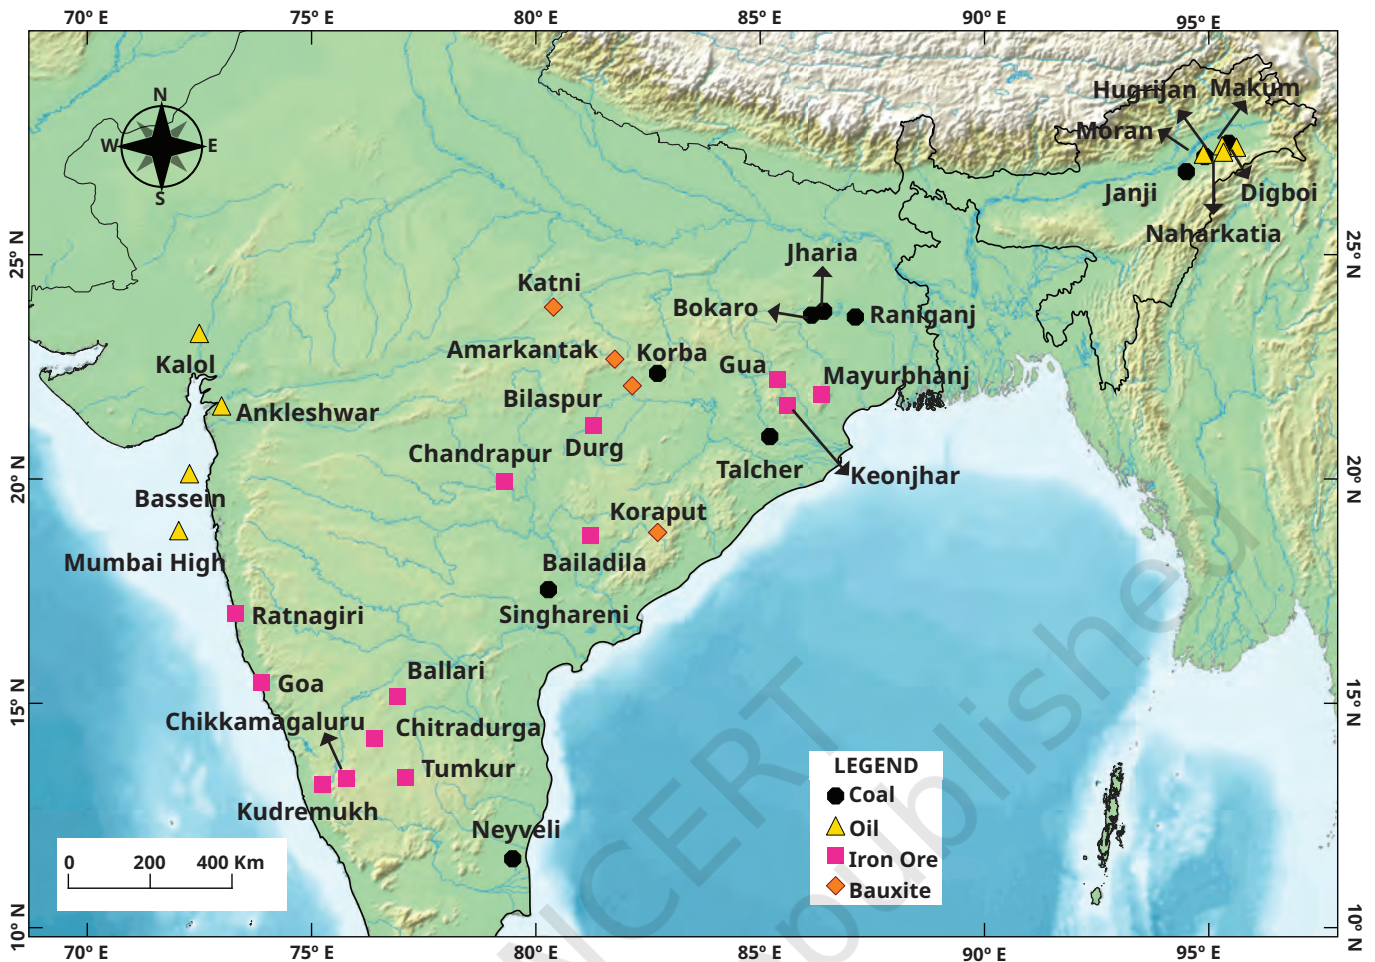 70° E 75° E 80° E 85° E 90° E 95° E
N
W E
S
25° N 25° N
20° N 20° N
15° N 15° N
10° N 10° N
Hugrijan Makum
Moran
Janji Digboi
Naharkatia
Jharia
Katni
Bokaro Raniganj
Amarkantak Korba Gua
Kalol
Mayurbhanj
Bilaspur
Ankleshwar
Durg
Chandrapur
Talcher Keonjhar
Bassein
Koraput
Mumbai High Bailadila
Singhareni
Ratnagiri
Ballari
Goa
Chikkamagaluru Chitradurga
Tumkur
Kudremukh
Neyveli
LEGEND
Coal
Oil
Iron Ore
Bauxite
0 200 400 Km
70° E 75° E 80° E 85° E 90° E 95° E
NCERT
published